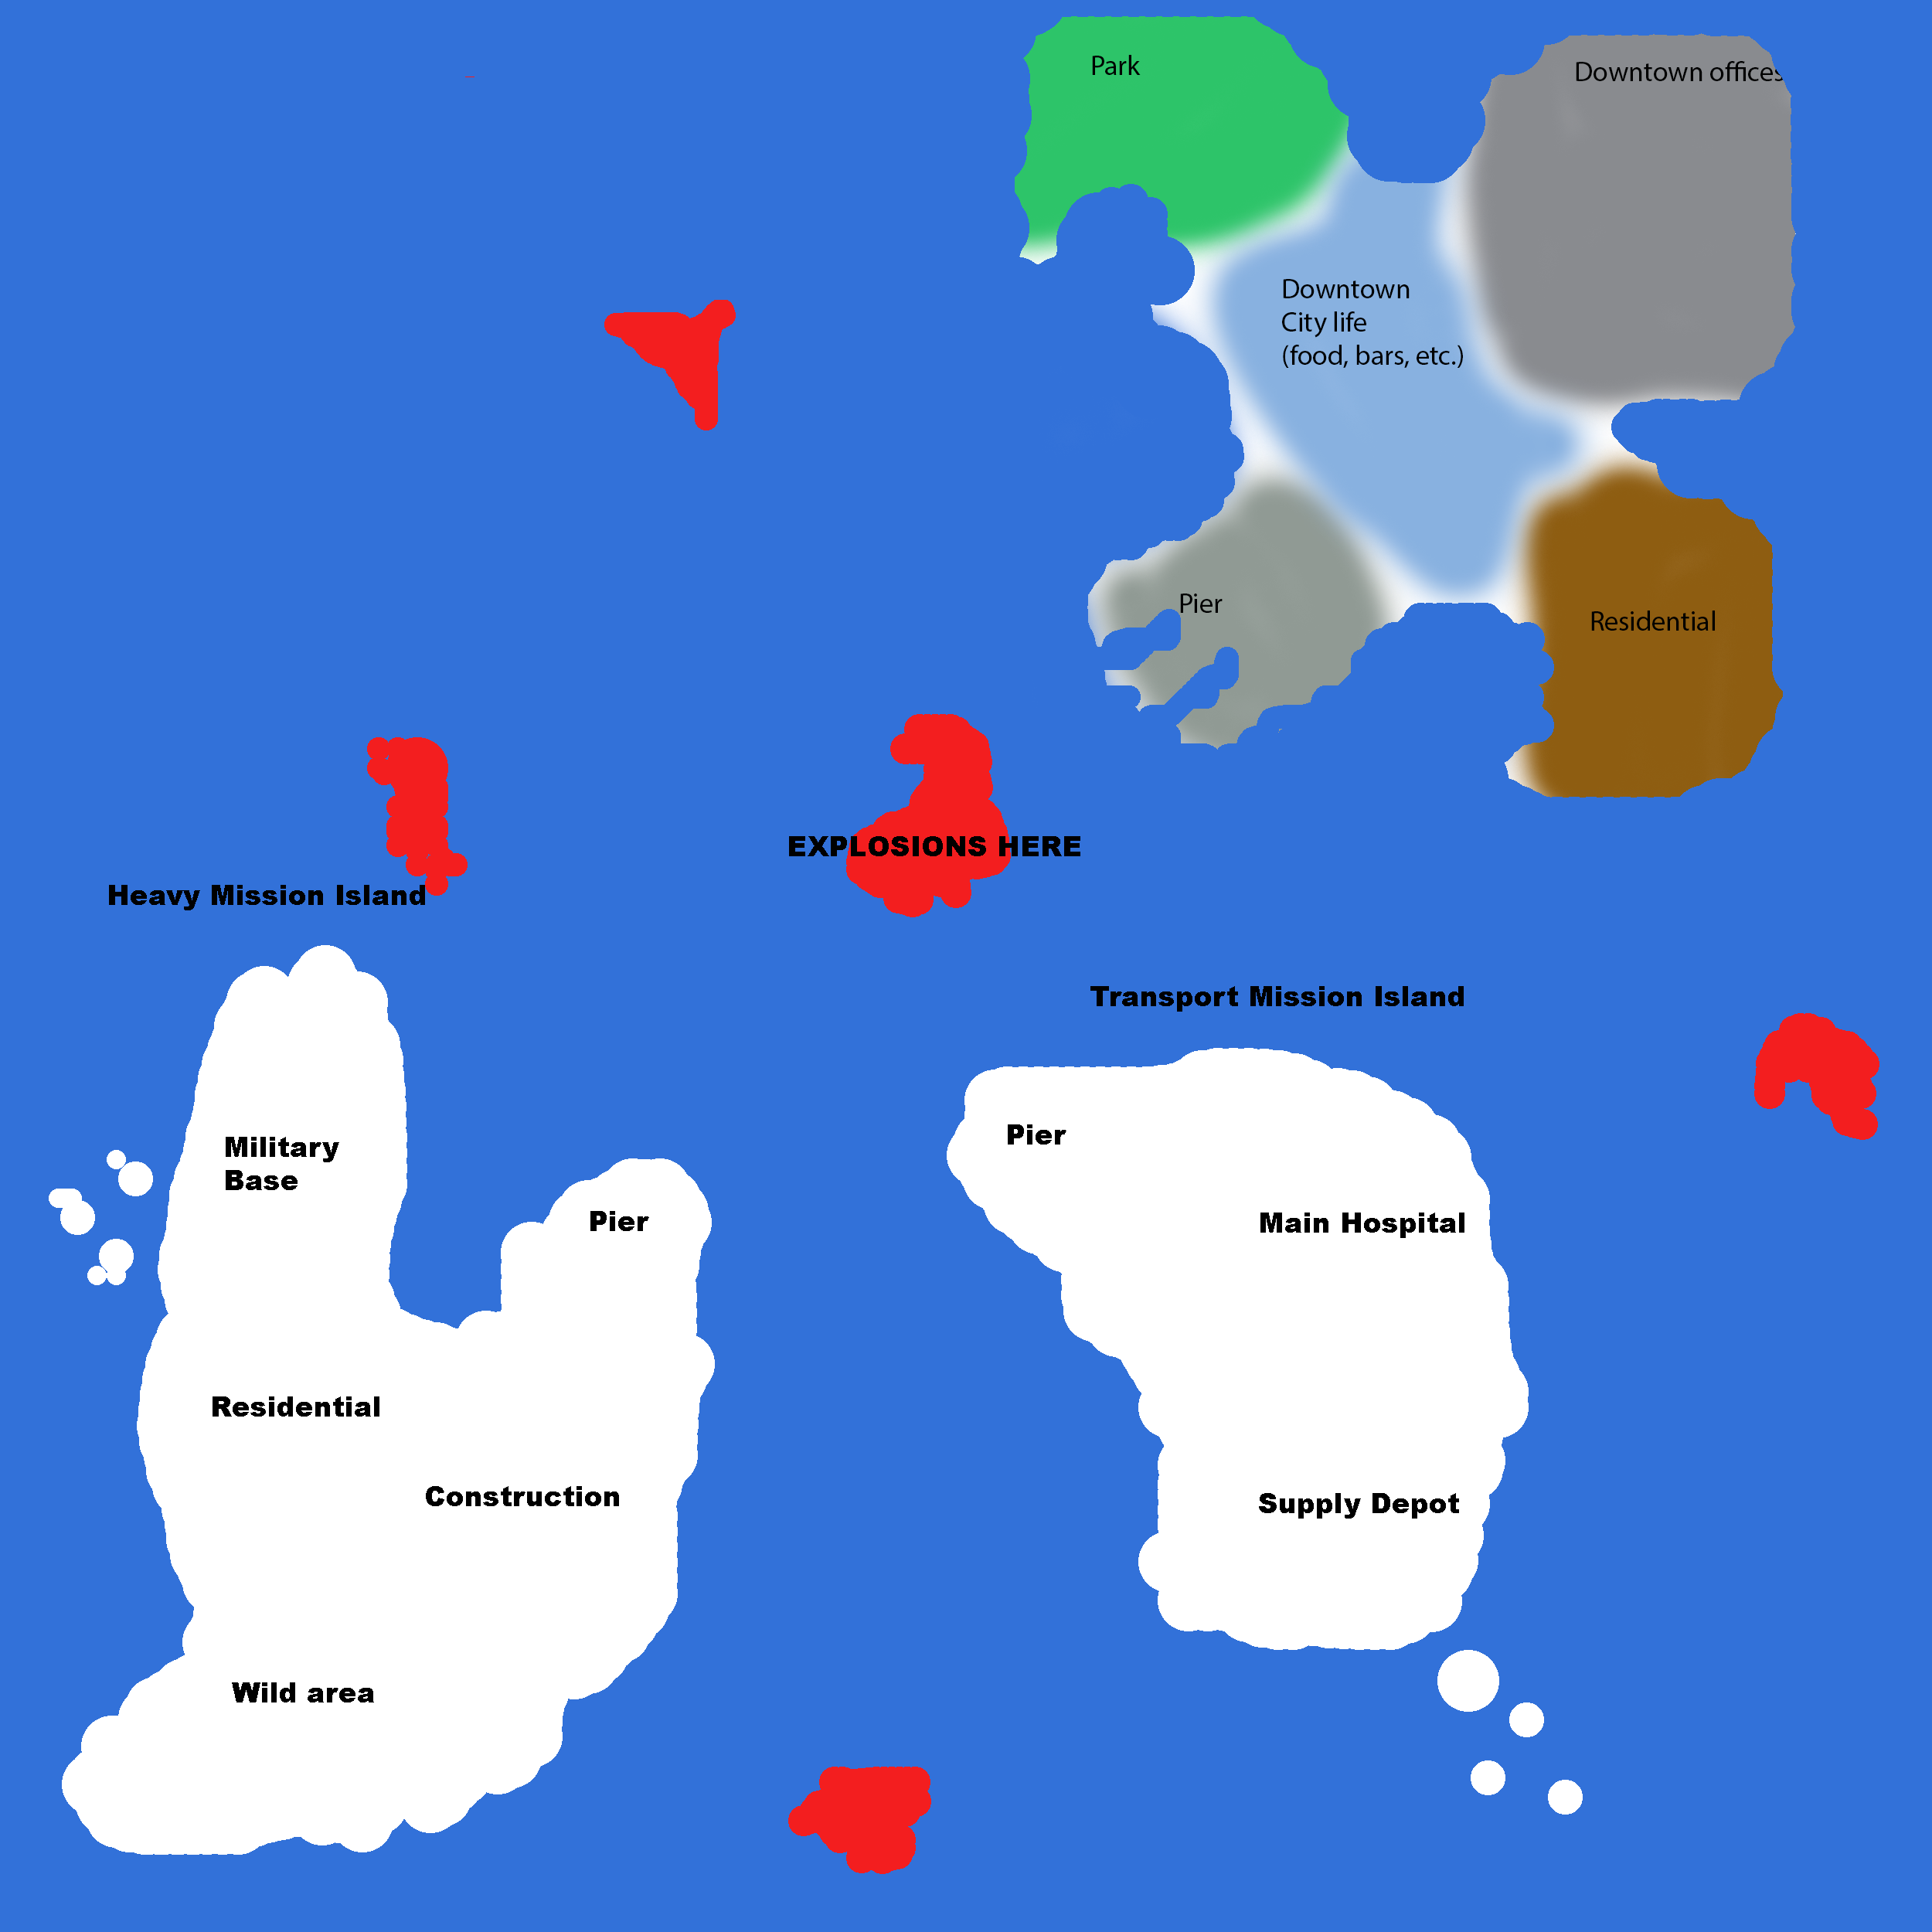 Park
Downtown offices
Downtown
City life
(food, bars, etc.)
Pier
Residential
EXPLOSIONS HERE
Heavy Mission Island
Transport Mission Island
Military
Base
Pier
Pier
Main Hospital
Residential
Construction
Supply Depot
Wild area